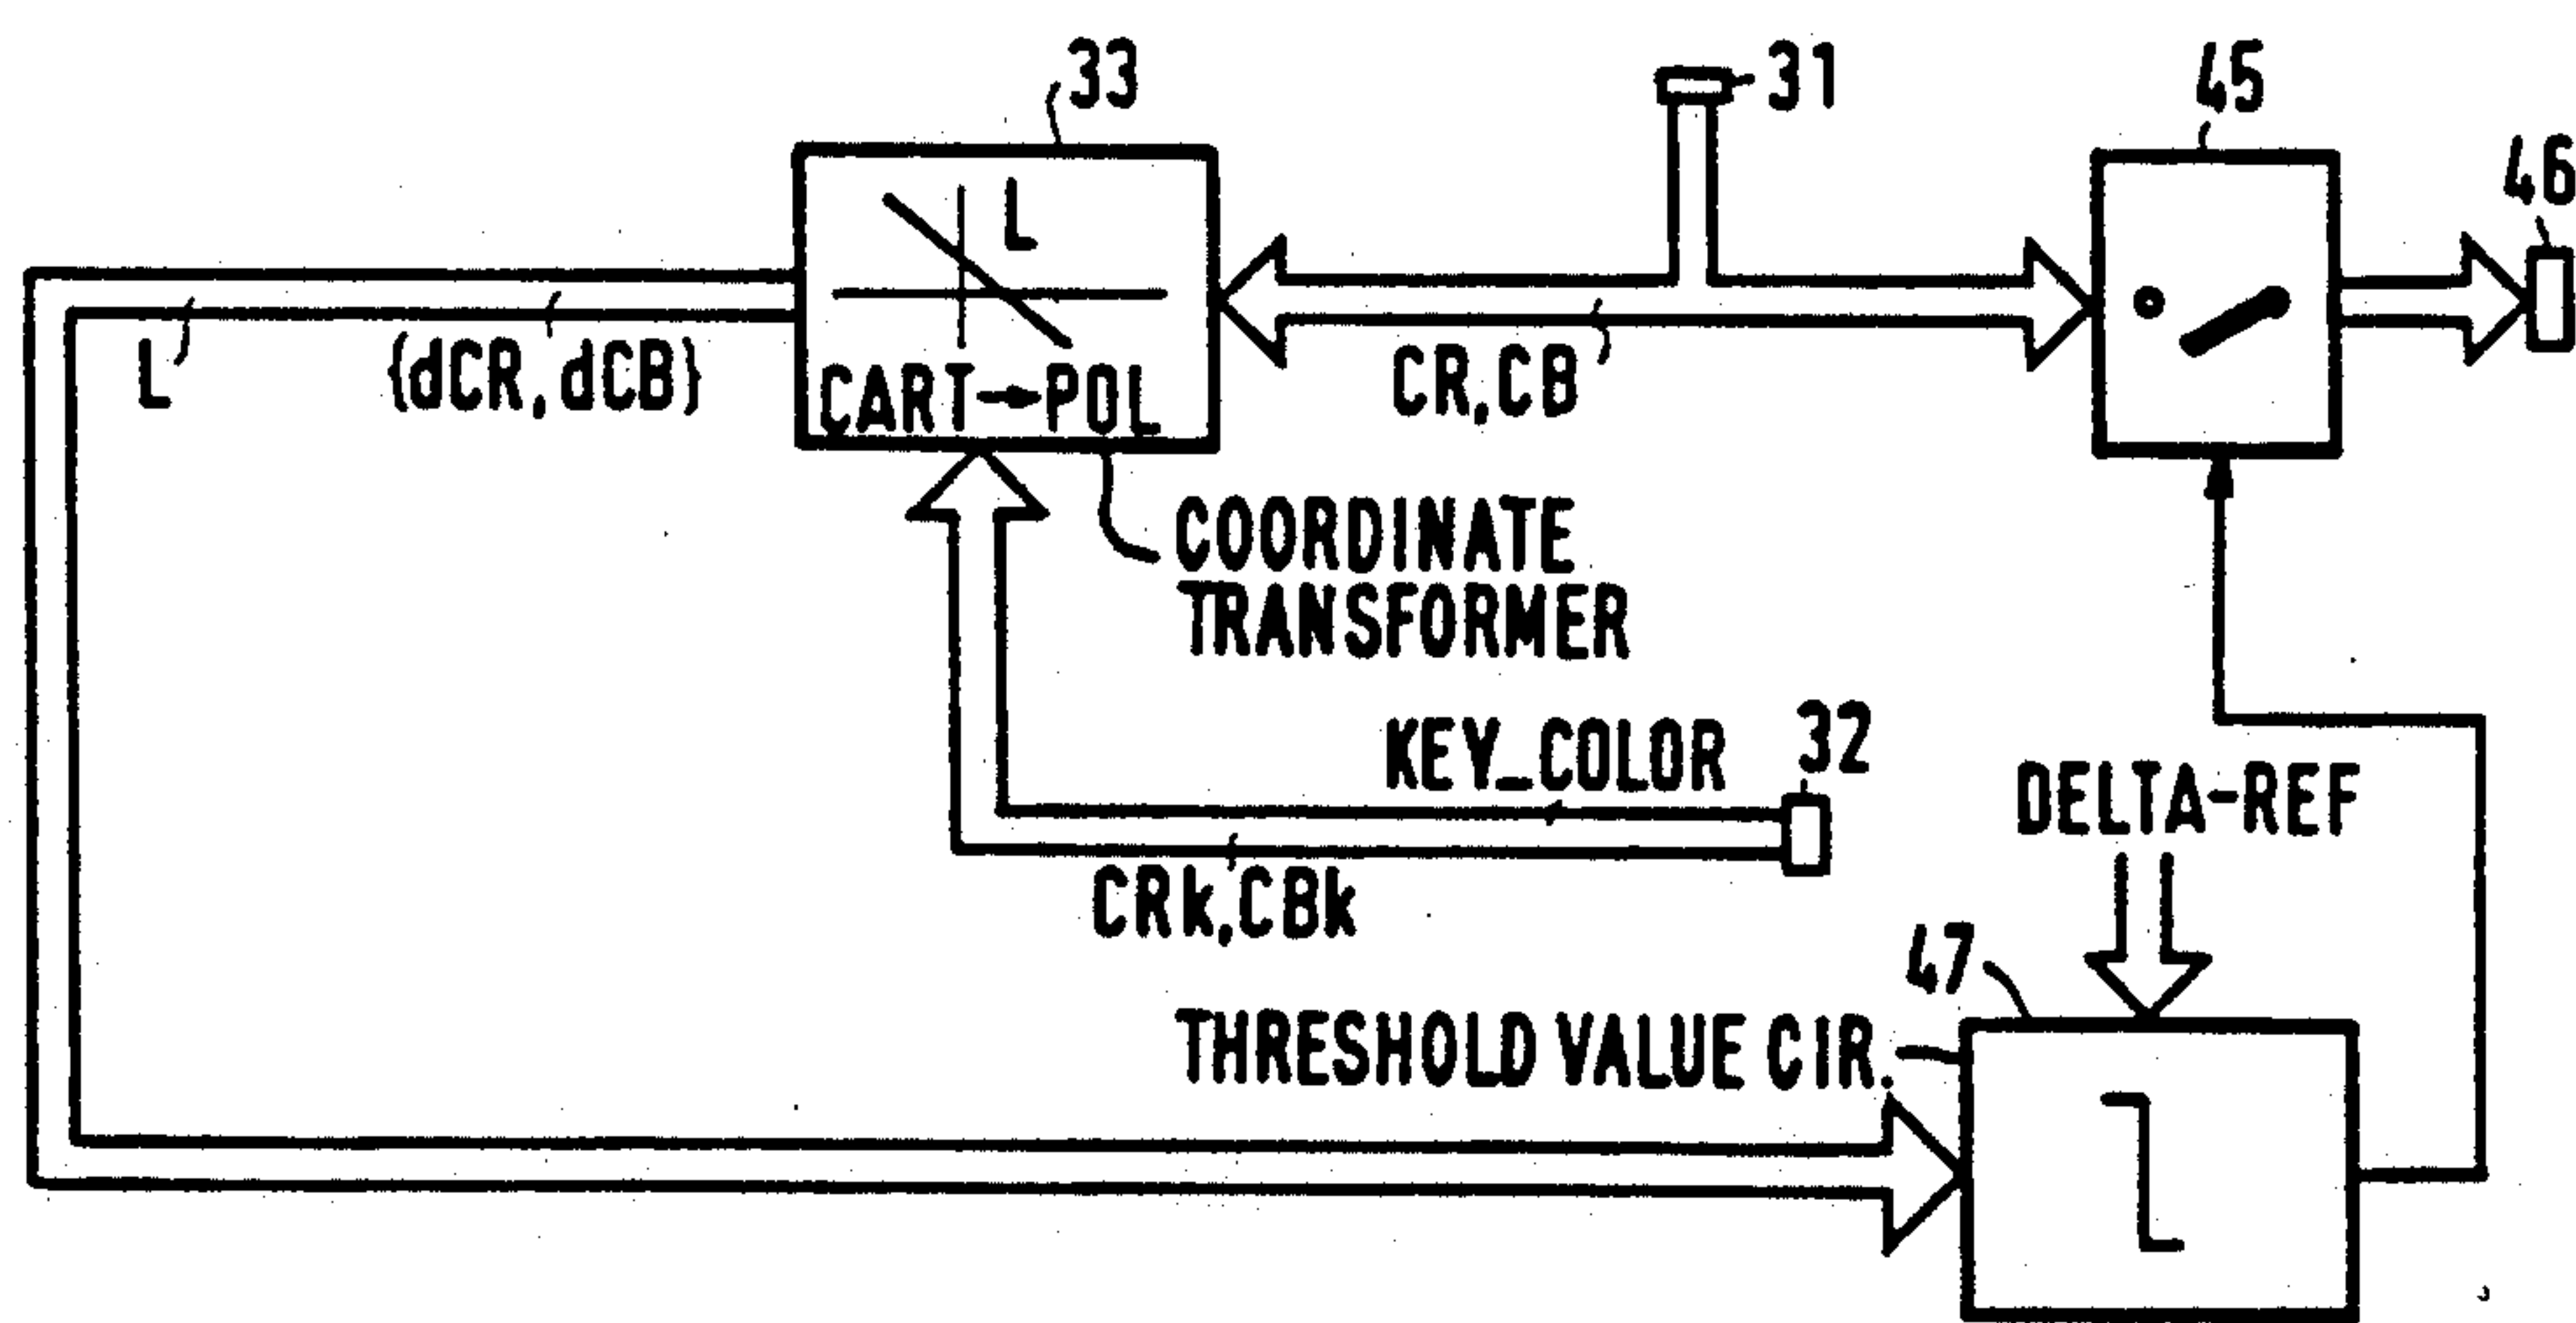 33
31
45
46
L
CART→POL
L
{dCR, dCB}
CR,CB
COORDINATE
TRANSFORMER
KEY_COLOR
32
CRk,CBk
DELTA-REF
47
THRESHOLD VALUE CIR.